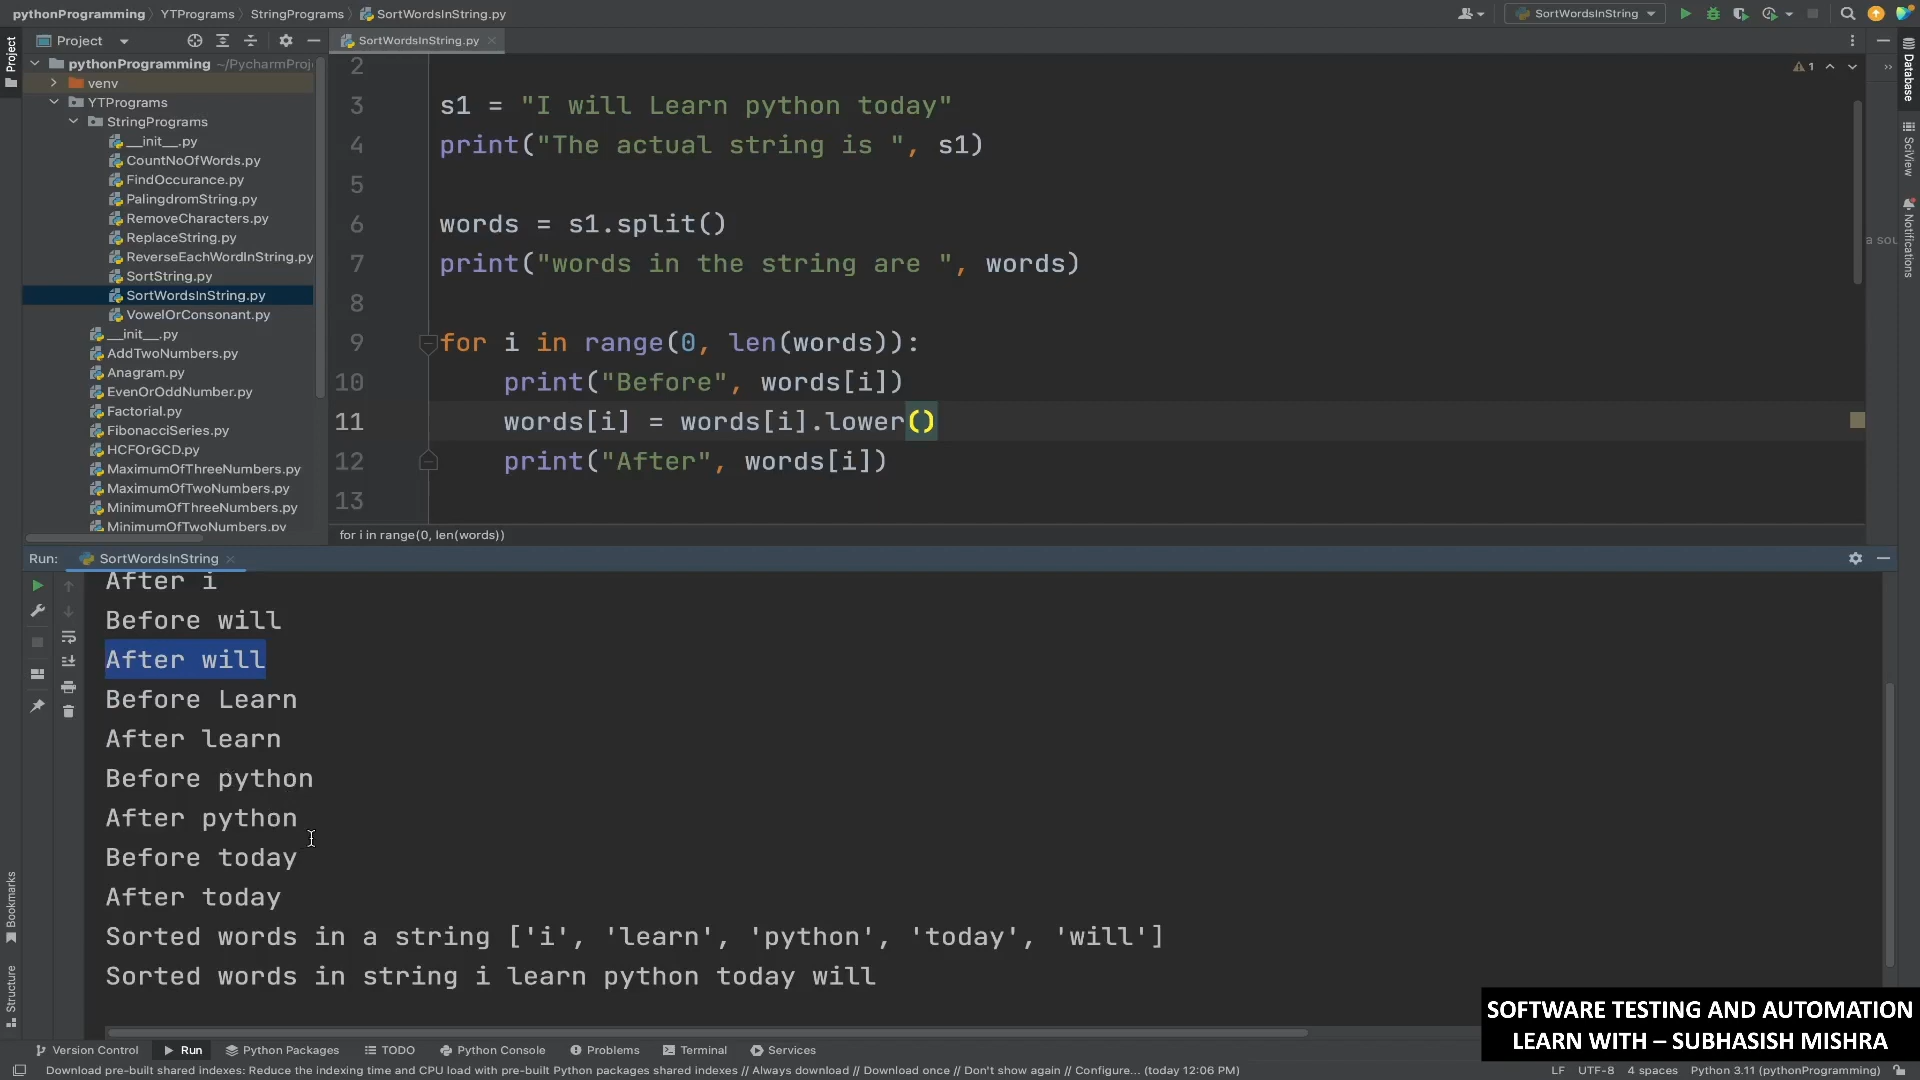 pythonProgramming YTPrograms StringPrograms SortWordsInString.py
SortWordsInString
Project
SortWordsInString.py
pythonProgramming ~/PycharmProj
venv
YTPrograms
StringPrograms
__init__.py
CountNoOfWords.py
FindOccurance.py
PalingdromString.py
RemoveCharacters.py
ReplaceString.py
ReverseEachWordInString.py
SortString.py
SortWordsInString.py
VowelOrConsonant.py
__init__.py
AddTwoNumbers.py
Anagram.py
EvenOrOddNumber.py
Factorial.py
FibonacciSeries.py
HCFOrGCD.py
MaximumOfThreeNumbers.py
MaximumOfTwoNumbers.py
MinimumOfThreeNumbers.py
MinimumOfTwoNumbers.py
Project
Bookmarks
Structure
2
3 s1 = "I will Learn python today"
4 print("The actual string is ", s1)
5
6 words = s1.split()
7 print("words in the string are ", words)
8
9 for i in range(0, len(words)):
10 print("Before", words[i])
11 words[i] = words[i].lower()
12 print("After", words[i])
13
1
for i in range(0, len(words))
Database
SciView
Notifications
a sou
Run: SortWordsInString
After i
Before will
After will
Before Learn
After learn
Before python
After python
Before today
After today
Sorted words in a string ['i', 'learn', 'python', 'today', 'will']
Sorted words in string i learn python today will
SOFTWARE TESTING AND AUTOMATION
LEARN WITH – SUBHASISH MISHRA
Version Control Run Python Packages TODO Python Console Problems Terminal Services
Download pre-built shared indexes: Reduce the indexing time and CPU load with pre-built Python packages shared indexes // Always download // Download once // Don't show again // Configure... (today 12:06 PM) LF UTF-8 4 spaces Python 3.11 (pythonProgramming)